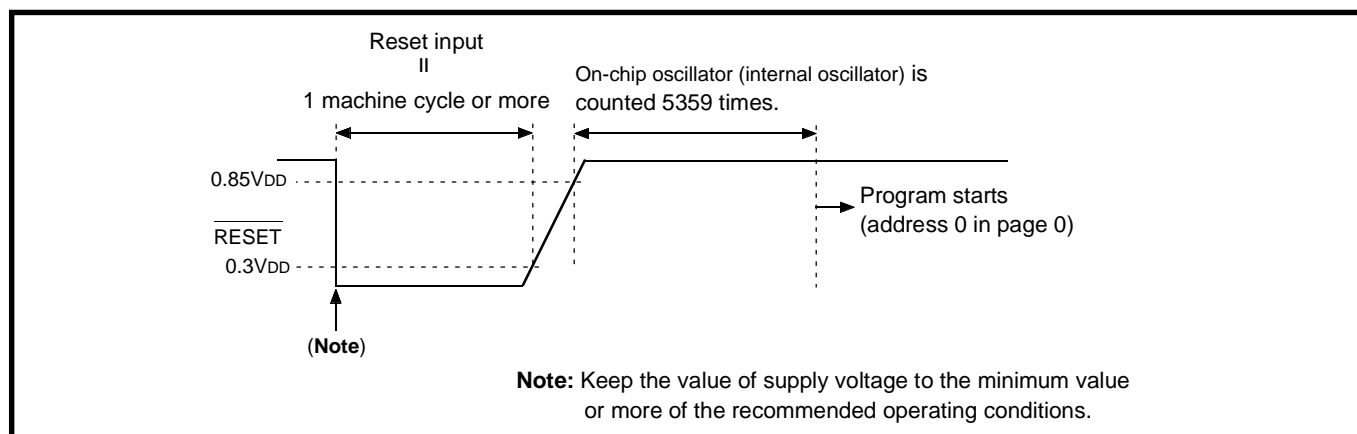 Reset input
=
1 machine cycle or more
On-chip oscillator (internal oscillator) is
counted 5359 times.
0.85VDD
Program starts
(address 0 in page 0)
RESET
0.3VDD
(Note)
Note: Keep the value of supply voltage to the minimum value
or more of the recommended operating conditions.